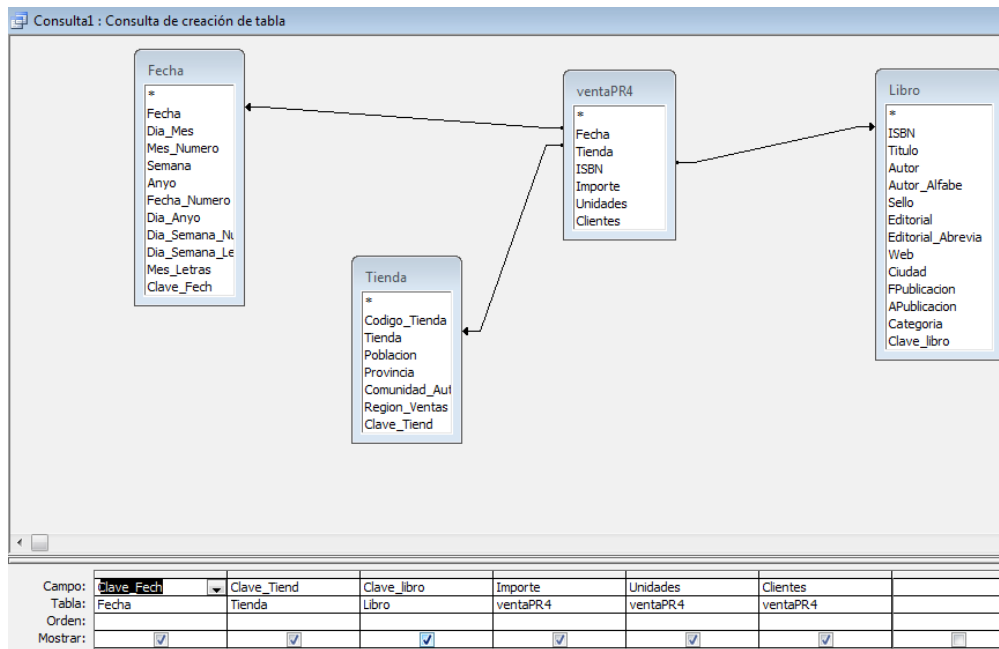 Consulta1 : Consulta de creación de tabla
Fecha
*
Fecha
Dia_Mes
Mes_Numero
Semana
Anyo
Fecha_Numero
Dia_Anyo
Dia_Semana_Nu
Dia_Semana_Le
Mes_Letras
Clave_Fech
Tienda
*
Codigo_Tienda
Tienda
Poblacion
Provincia
Comunidad_Aut
Region_Ventas
Clave_Tiend
ventaPR4
*
Fecha
Tienda
ISBN
Importe
Unidades
Clientes
Libro
*
ISBN
Titulo
Autor
Autor_Alfabe
Sello
Editorial
Editorial_Abrevia
Web
Ciudad
FPublicacion
APublicacion
Categoria
Clave_libro
Campo: Clave_Fech Clave_Tiend Clave_libro Importe Unidades Clientes
Tabla: Fecha Tienda Libro ventaPR4 ventaPR4 ventaPR4
Orden:
Mostrar: